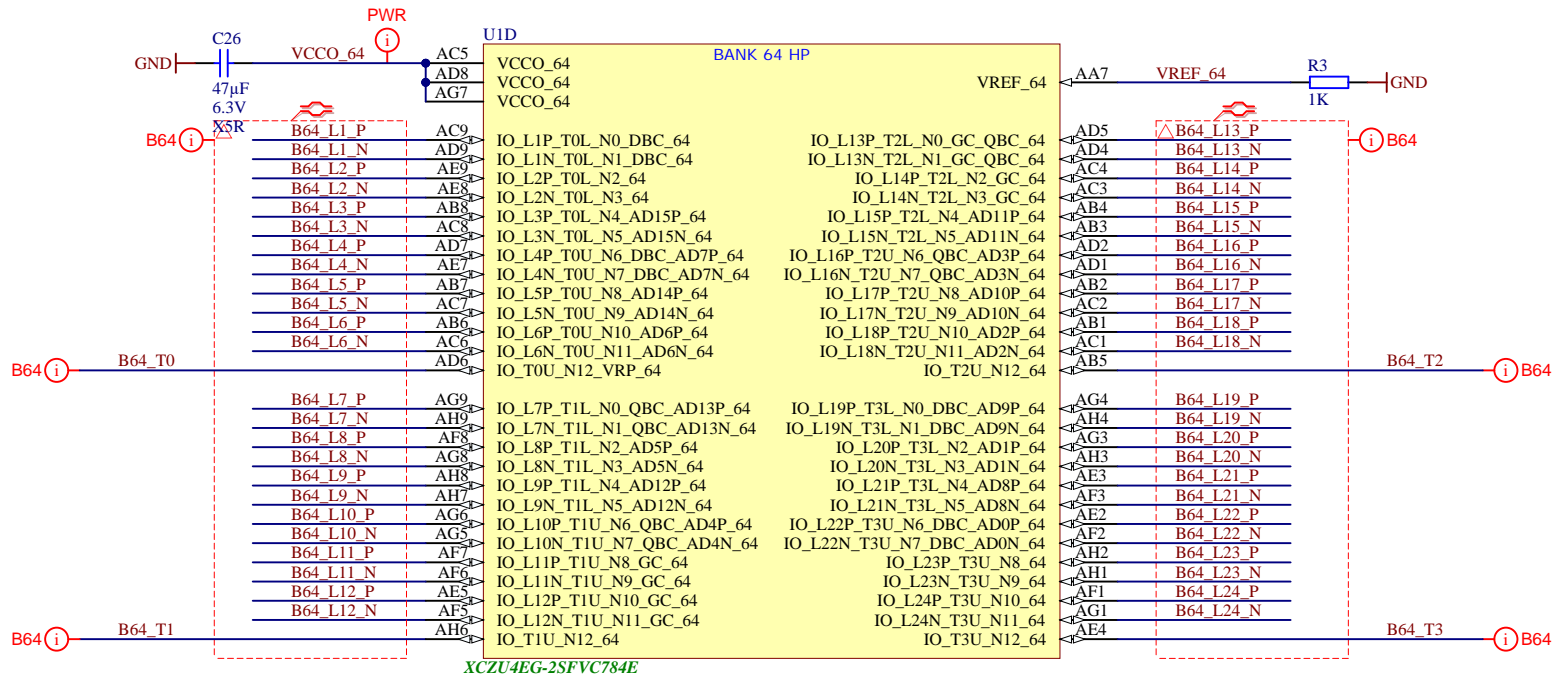 PWR
U1D
C26
GND
VCCO_64
47µF
6.3V
X5R
BANK 64 HP
AC5 VCCO_64
AD8 VCCO_64
AG7 VCCO_64
VREF_64 AA7 VREF_64
R3
1K
GND
B64
B64
B64_L1_P AC9 IO_L1P_T0L_N0_DBC_64 IO_L13P_T2L_N0_GC_QBC_64 AD5 B64_L13_P
B64_L1_N AD9 IO_L1N_T0L_N1_DBC_64 IO_L13N_T2L_N1_GC_QBC_64 AD4 B64_L13_N
B64_L2_P AE9 IO_L2P_T0L_N2_64 IO_L14P_T2L_N2_GC_64 AC4 B64_L14_P
B64_L2_N AE8 IO_L2N_T0L_N3_64 IO_L14N_T2L_N3_GC_64 AC3 B64_L14_N
B64_L3_P AB8 IO_L3P_T0L_N4_AD15P_64 IO_L15P_T2L_N4_AD11P_64 AB4 B64_L15_P
B64_L3_N AC8 IO_L3N_T0L_N5_AD15N_64 IO_L15N_T2L_N5_AD11N_64 AB3 B64_L15_N
B64_L4_P AD7 IO_L4P_T0U_N6_DBC_AD7P_64 IO_L16P_T2U_N6_QBC_AD3P_64 AD2 B64_L16_P
B64_L4_N AE7 IO_L4N_T0U_N7_DBC_AD7N_64 IO_L16N_T2U_N7_QBC_AD3N_64 AD1 B64_L16_N
B64_L5_P AB7 IO_L5P_T0U_N8_AD14P_64 IO_L17P_T2U_N8_AD10P_64 AB2 B64_L17_P
B64_L5_N AC7 IO_L5N_T0U_N9_AD14N_64 IO_L17N_T2U_N9_AD10N_64 AC2 B64_L17_N
B64_L6_P AB6 IO_L6P_T0U_N10_AD6P_64 IO_L18P_T2U_N10_AD2P_64 AB1 B64_L18_P
B64_L6_N AC6 IO_L6N_T0U_N11_AD6N_64 IO_L18N_T2U_N11_AD2N_64 AC1 B64_L18_N
B64 B64_T0 AD6 IO_T0U_N12_VRP_64 IO_T2U_N12_64 AB5 B64_T2 B64
B64_L7_P AG9 IO_L7P_T1L_N0_QBC_AD13P_64 IO_L19P_T3L_N0_DBC_AD9P_64 AG4 B64_L19_P
B64_L7_N AH9 IO_L7N_T1L_N1_QBC_AD13N_64 IO_L19N_T3L_N1_DBC_AD9N_64 AH4 B64_L19_N
B64_L8_P AF8 IO_L8P_T1L_N2_AD5P_64 IO_L20P_T3L_N2_AD1P_64 AG3 B64_L20_P
B64_L8_N AG8 IO_L8N_T1L_N3_AD5N_64 IO_L20N_T3L_N3_AD1N_64 AH3 B64_L20_N
B64_L9_P AH8 IO_L9P_T1L_N4_AD12P_64 IO_L21P_T3L_N4_AD8P_64 AE3 B64_L21_P
B64_L9_N AH7 IO_L9N_T1L_N5_AD12N_64 IO_L21N_T3L_N5_AD8N_64 AF3 B64_L21_N
B64_L10_P AG6 IO_L10P_T1U_N6_QBC_AD4P_64 IO_L22P_T3U_N6_DBC_AD0P_64 AE2 B64_L22_P
B64_L10_N AG5 IO_L10N_T1U_N7_QBC_AD4N_64 IO_L22N_T3U_N7_DBC_AD0N_64 AF2 B64_L22_N
B64_L11_P AF7 IO_L11P_T1U_N8_GC_64 IO_L23P_T3U_N8_64 AH2 B64_L23_P
B64_L11_N AF6 IO_L11N_T1U_N9_GC_64 IO_L23N_T3U_N9_64 AH1 B64_L23_N
B64_L12_P AE5 IO_L12P_T1U_N10_GC_64 IO_L24P_T3U_N10_64 AF1 B64_L24_P
B64_L12_N AF5 IO_L12N_T1U_N11_GC_64 IO_L24N_T3U_N11_64 AG1 B64_L24_N
B64 B64_T1 AH6 IO_T1U_N12_64 IO_T3U_N12_64 AE4 B64_T3 B64
XCZU4EG-2SFVC784E